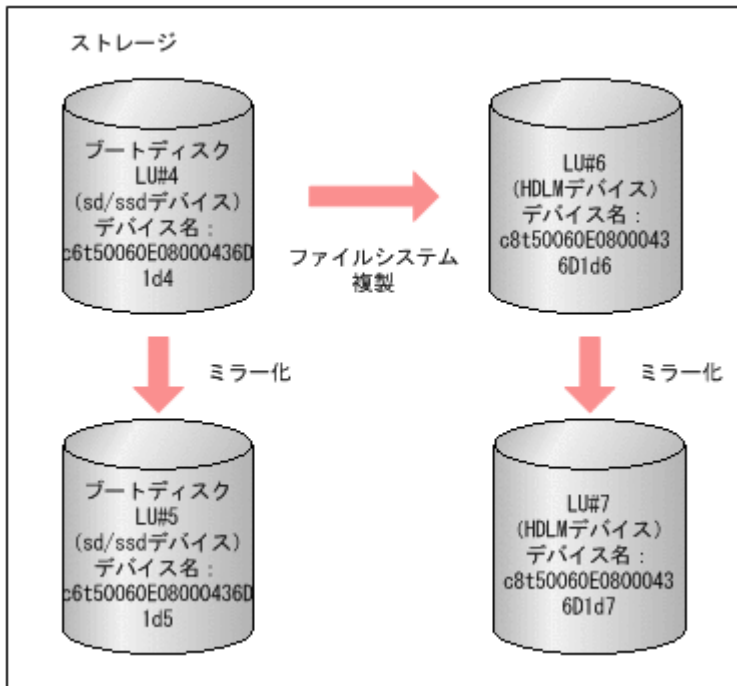 ストレージ
ブートディスク
LU#4
(sd/ssdデバイス)
デバイス名：
c6t50060E08000436D
1d4
ファイルシステム
複製
LU#6
(HDLMデバイス)
デバイス名：
c8t50060E0800043
6D1d6
ミラー化
ミラー化
ブートディスク
LU#5
(sd/ssdデバイス)
デバイス名：
c6t50060E08000436D
1d5
LU#7
(HDLMデバイス)
デバイス名：
c8t50060E0800043
6D1d7